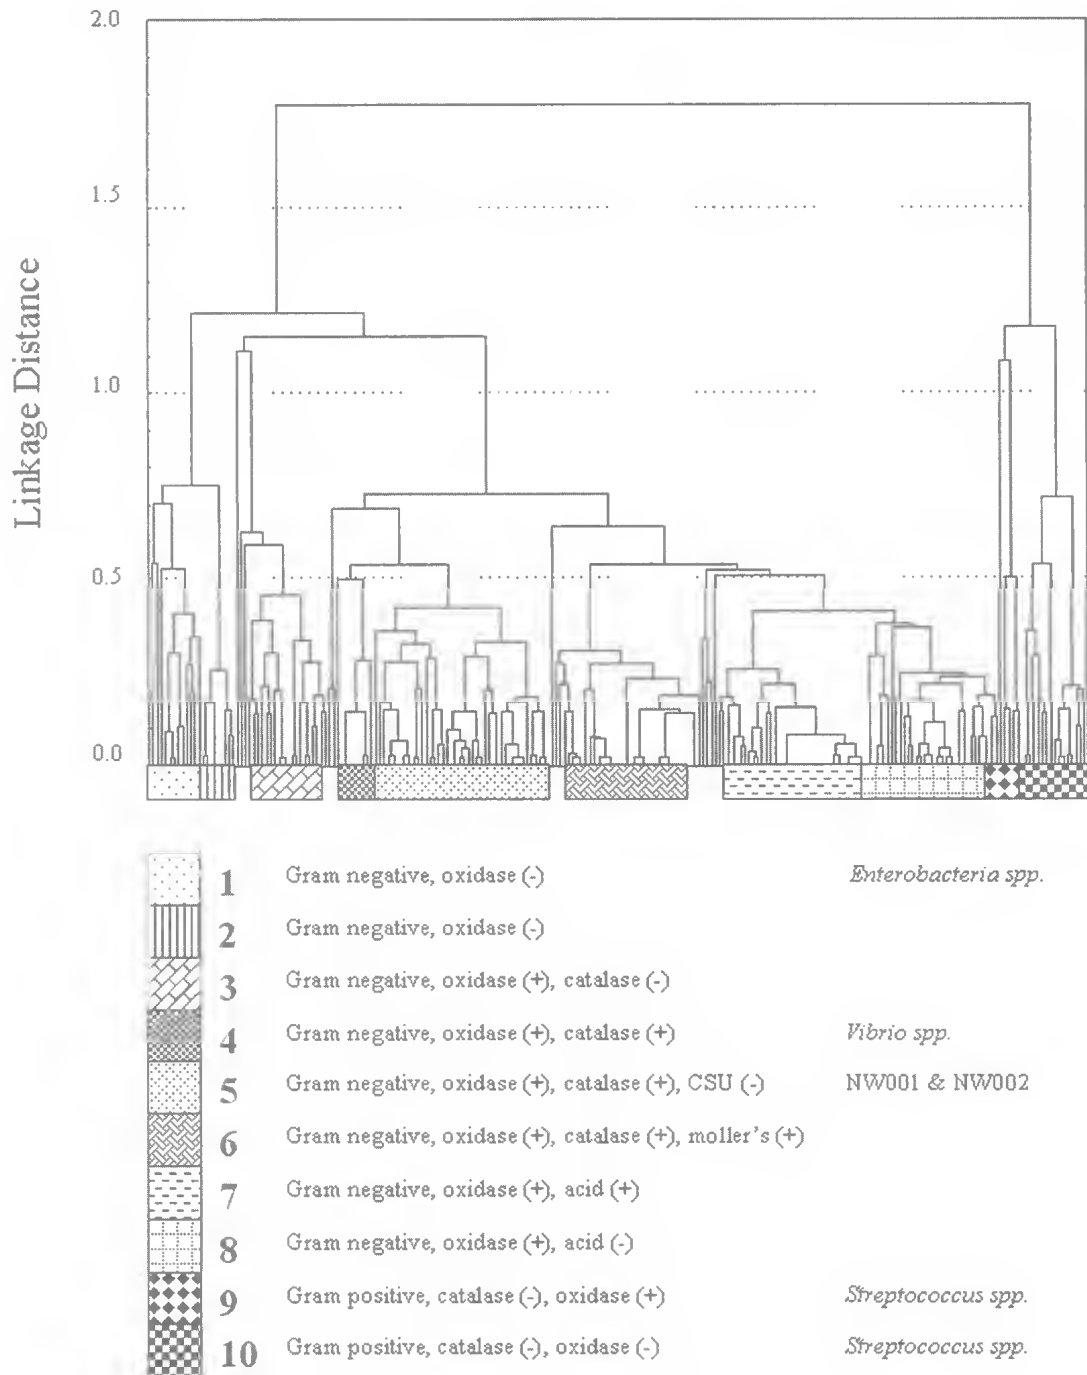 2.0
1.5
1.0
0.5
0.0
Linkage Distance
1 Gram negative, oxidase (-) Enterobacteria spp.
2 Gram negative, oxidase (-)
3 Gram negative, oxidase (+), catalase (-)
4 Gram negative, oxidase (+), catalase (+) Vibrio spp.
5 Gram negative, oxidase (+), catalase (+), CSU (-) NW001 & NW002
6 Gram negative, oxidase (+), catalase (+), moller's (+)
7 Gram negative, oxidase (+), acid (+)
8 Gram negative, oxidase (+), acid (-)
9 Gram positive, catalase (-), oxidase (+) Streptococcus spp.
10 Gram positive, catalase (-), oxidase (-) Streptococcus spp.